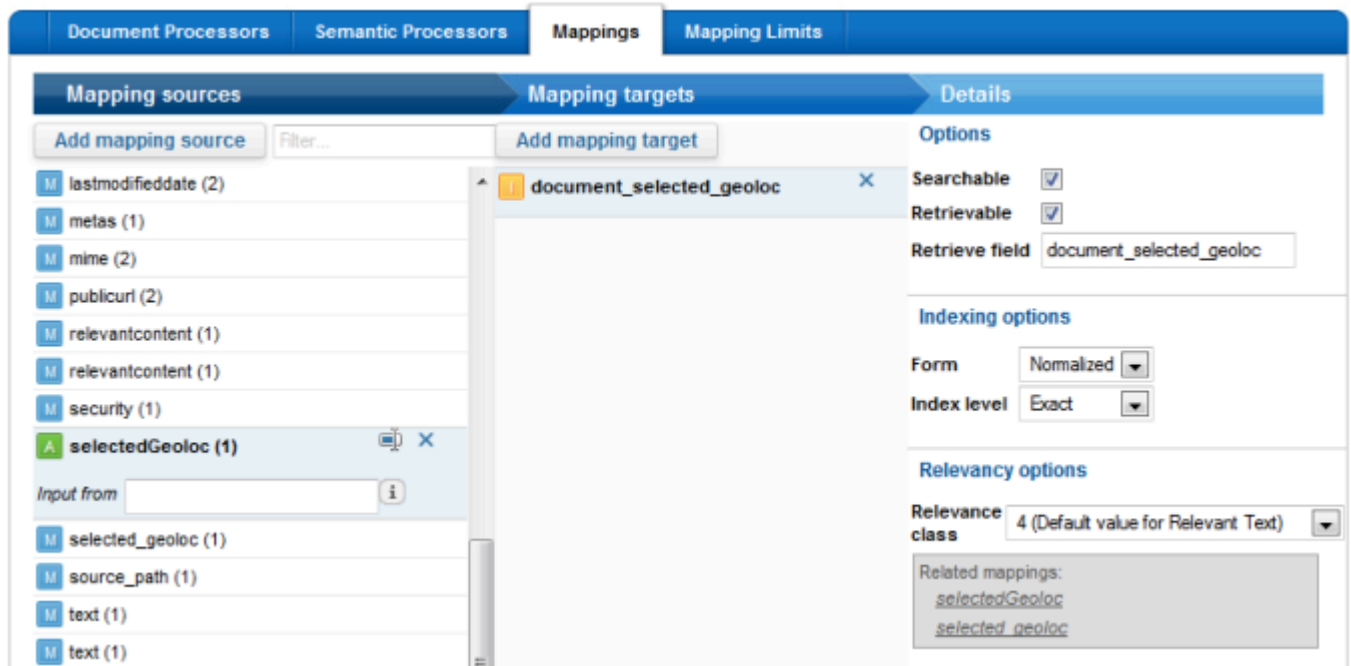 Document Processors Semantic Processors Mappings Mapping Limits
Mapping sources Mapping targets Details
Add mapping source Filter... Add mapping target
M lastmodifieddate (2)
M metas (1)
M mime (2)
M publicurl (2)
M relevantcontent (1)
M relevantcontent (1)
M security (1)
A selectedGeoloc (1)
Input from i
M selected_geoloc (1)
M source_path (1)
M text (1)
M text (1)
I document_selected_geoloc
Options
Searchable
Retrievable
Retrieve field document_selected_geoloc
Indexing options
Form Normalized
Index level Exact
Relevancy options
Relevance
class 4 (Default value for Relevant Text)
Related mappings:
selectedGeoloc
selected_geoloc